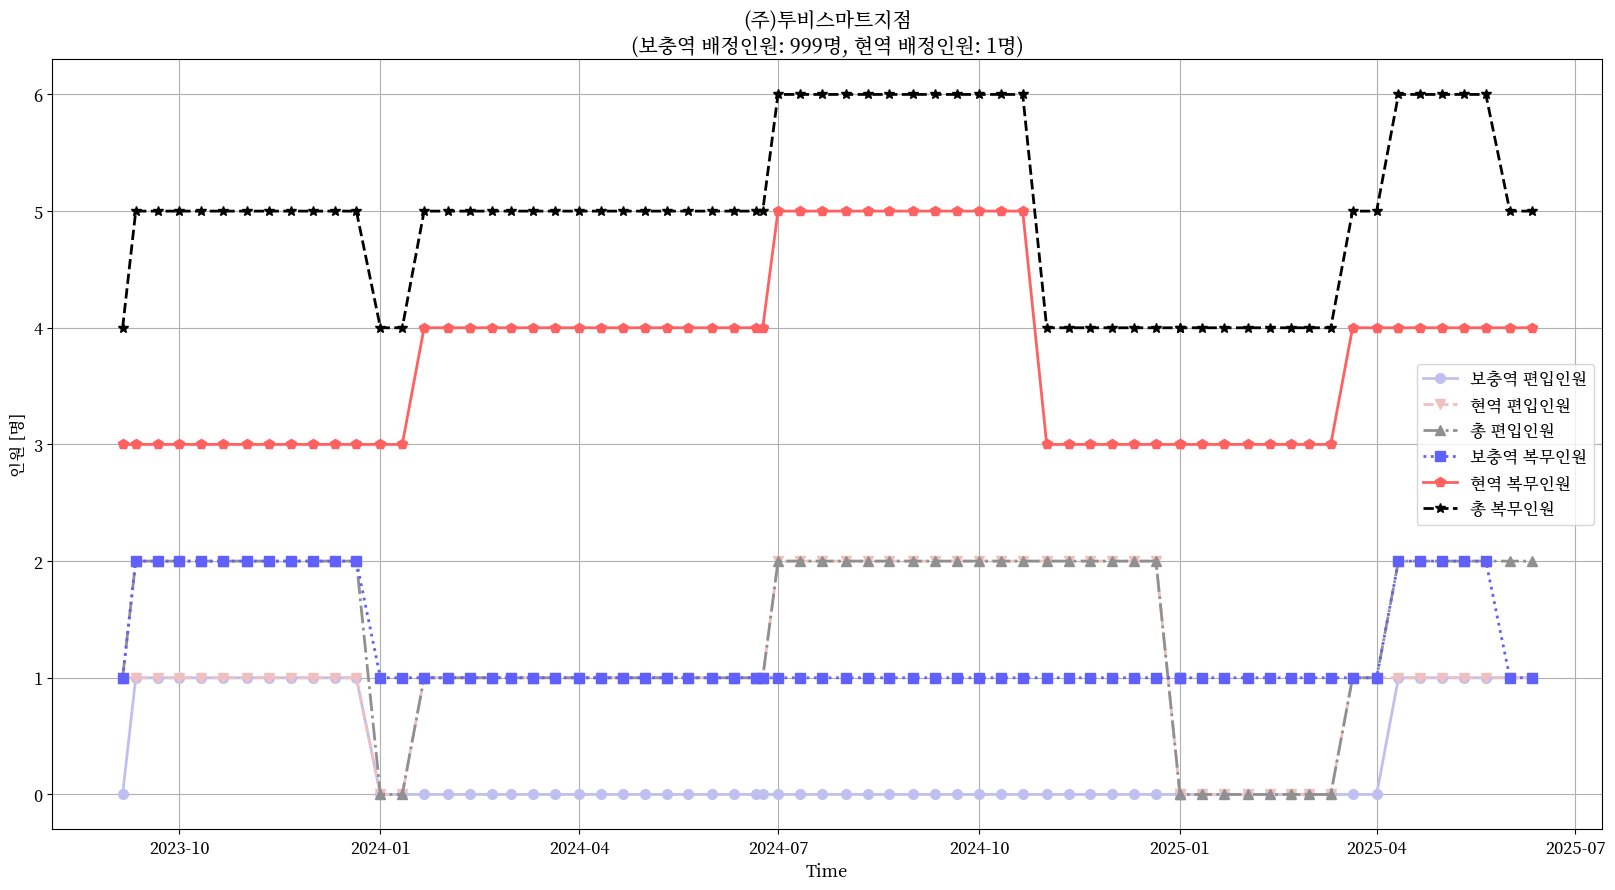 (주)투비스마트지점
(보충역 배정인원: 999명, 현역 배정인원: 1명)
6
5
4
3
2
1
0
인원 [명]
보충역 편입인원
현역 편입인원
총 편입인원
보충역 복무인원
현역 복무인원
총 복무인원
2023-10
2024-01
2024-04
2024-07
2024-10
2025-01
2025-04
2025-07
Time